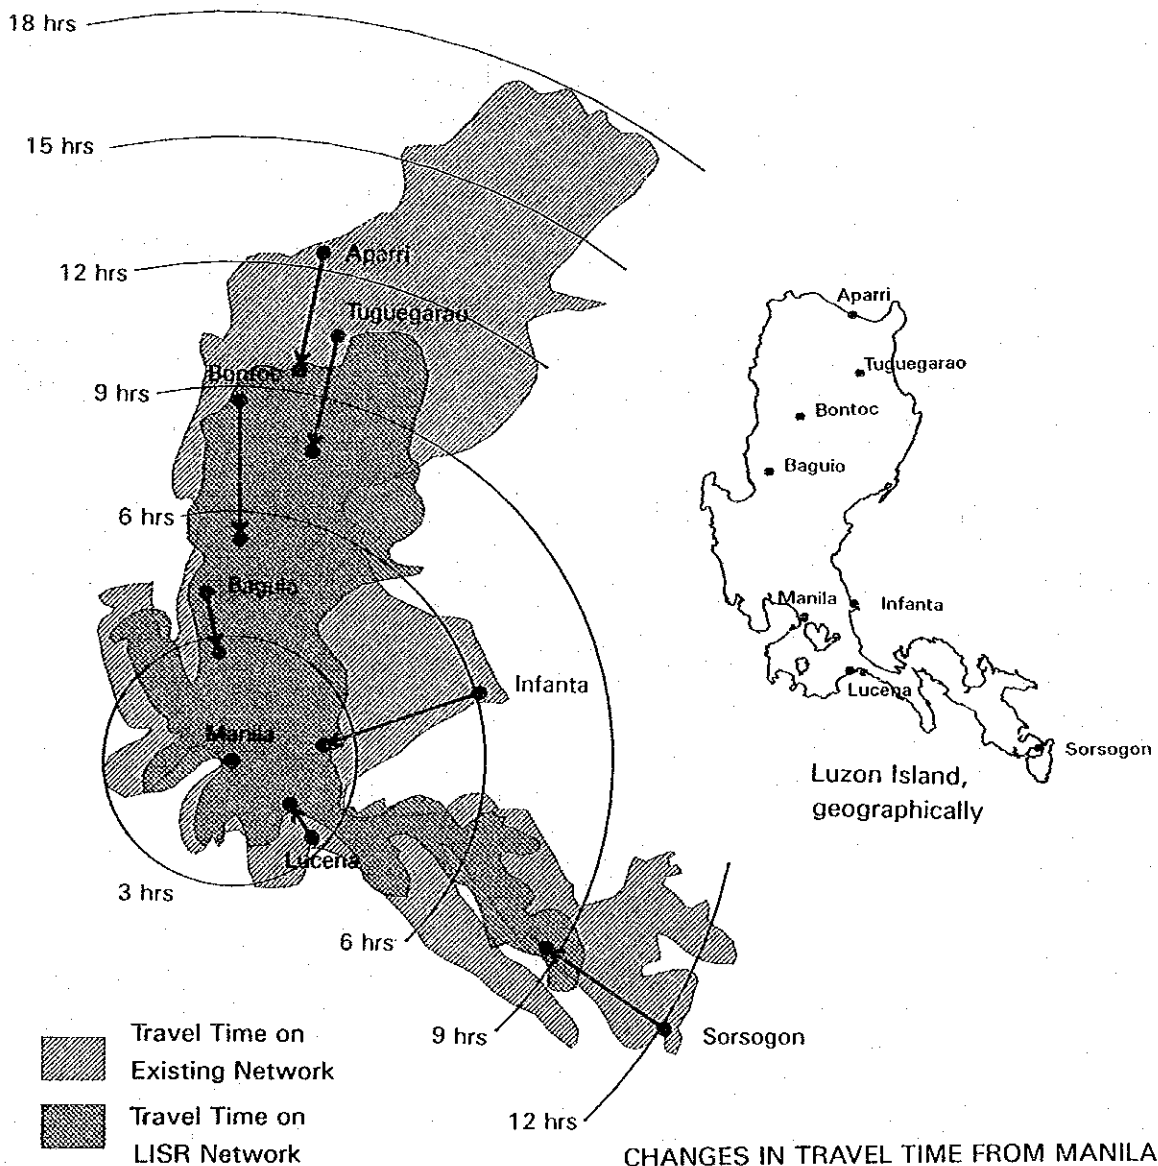 18 hrs
15 hrs
12 hrs
Aparri
Tuguegarao
Bontoc
9 hrs
6 hrs
Baguio
Infanta
Manila
Lucena
3 hrs
6 hrs
9 hrs
Sorsogon
12 hrs
Aparri
Tuguegarao
Bontoc
Baguio
Manila
Infanta
Lucena
Sorsogon
Luzon Island,
geographically
Travel Time on
Existing Network
Travel Time on
LISR Network
CHANGES IN TRAVEL TIME FROM MANILA